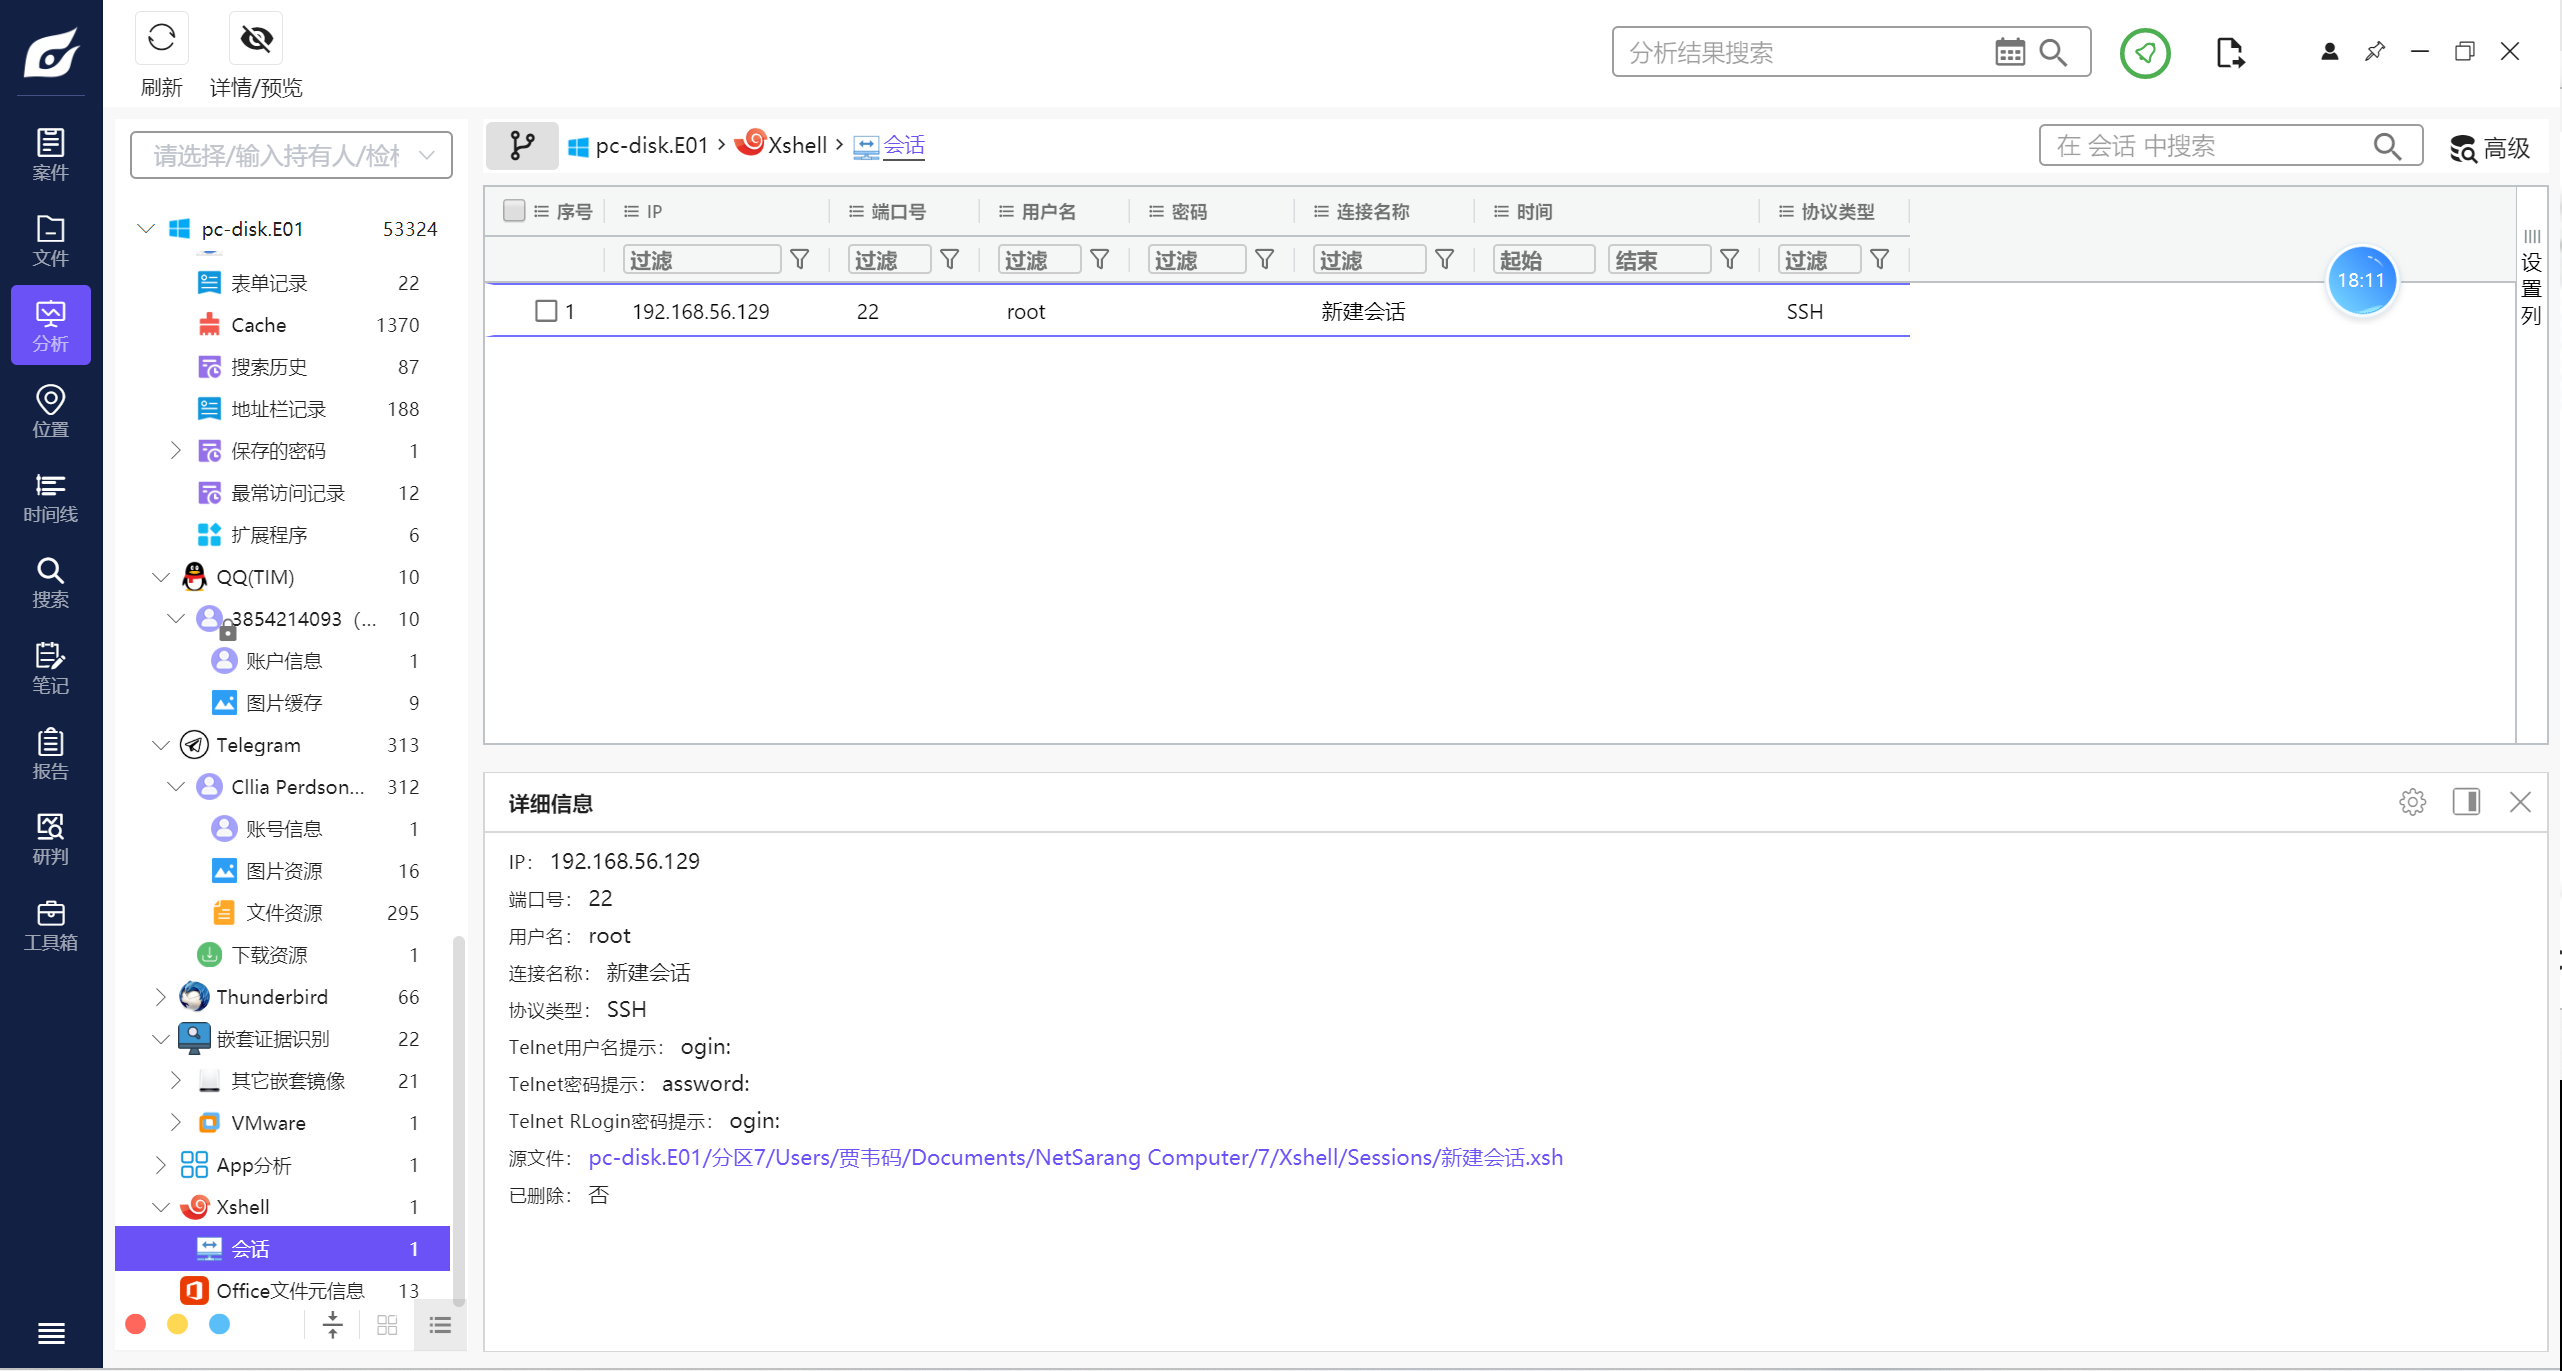 刷新
详情/预览
分析结果搜索
案件
文件
分析
位置
时间线
搜索
笔记
报告
研判
工具箱
请选择/输入持有人/检
pc-disk.E01 53324
表单记录 22
Cache 1370
搜索历史 87
地址栏记录 188
保存的密码 1
最常访问记录 12
扩展程序 6
QQ(TIM) 10
3854214093（... 10
账户信息 1
图片缓存 9
Telegram 313
Cllia Perdson... 312
账号信息 1
图片资源 16
文件资源 295
下载资源 1
Thunderbird 66
嵌套证据识别 22
其它嵌套镜像 21
VMware 1
App分析 1
Xshell 1
会话 1
Office文件元信息 13
pc-disk.E01 › Xshell › 会话
在 会话 中搜索
高级
序号 IP 端口号 用户名 密码 连接名称 时间 协议类型
过滤 过滤 过滤 过滤 过滤 起始 结束 过滤
1 192.168.56.129 22 root 新建会话 SSH
18:11
设置列
详细信息
IP： 192.168.56.129
端口号： 22
用户名： root
连接名称： 新建会话
协议类型： SSH
Telnet用户名提示： ogin:
Telnet密码提示： assword:
Telnet RLogin密码提示： ogin:
源文件： pc-disk.E01/分区7/Users/贾韦码/Documents/NetSarang Computer/7/Xshell/Sessions/新建会话.xsh
已删除： 否